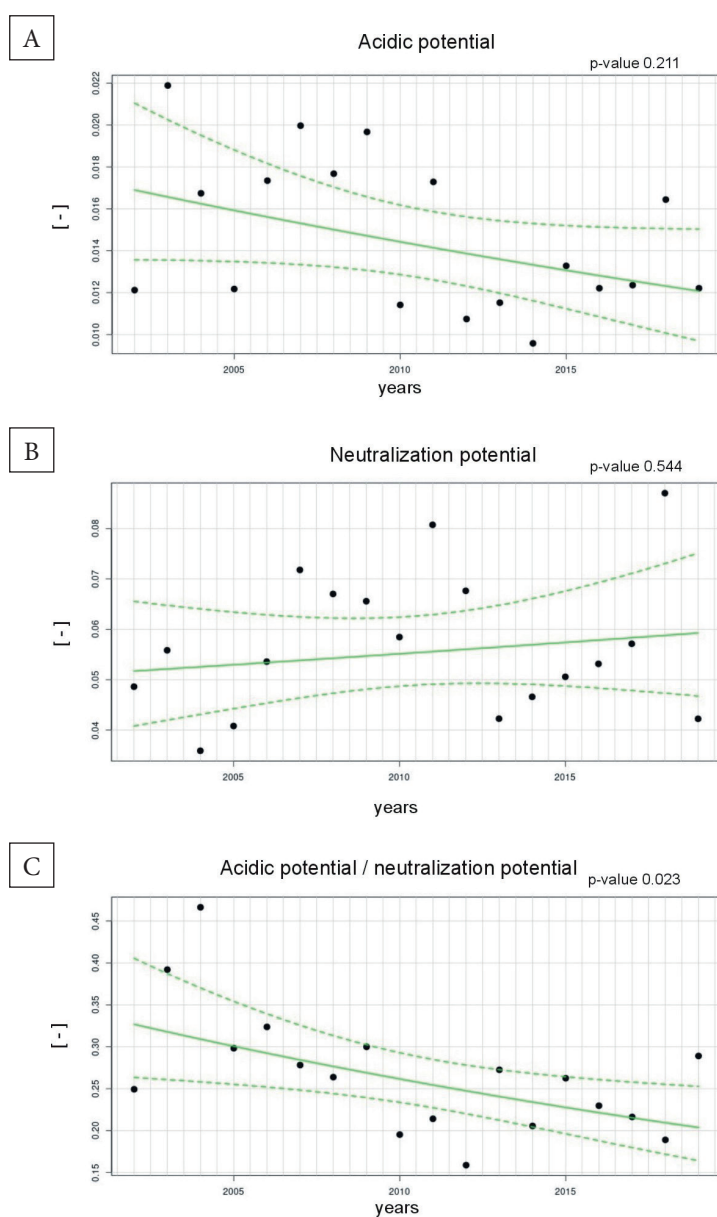 A
Acidic potential
p-value 0.211
[ - ]
0.022
0.020
0.018
0.016
0.014
0.012
0.010
2005
2010
2015
years
B
Neutralization potential
p-value 0.544
[ - ]
0.08
0.07
0.06
0.05
0.04
2005
2010
2015
years
C
Acidic potential / neutralization potential
p-value 0.023
[ - ]
0.45
0.40
0.35
0.30
0.25
0.20
0.15
2005
2010
2015
years